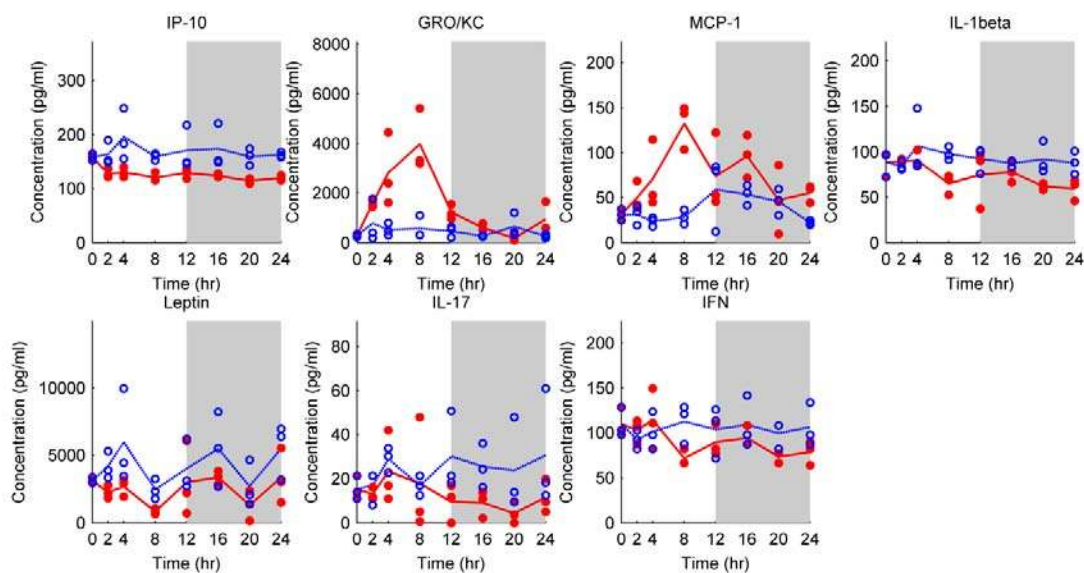 IP-10
GRO/KC
MCP-1
IL-1beta
Concentration (pg/ml)
300
200
100
0
0 2 4 8 12 16 20 24
Time (hr)
Concentration (pg/ml)
8000
6000
4000
2000
0
0 2 4 8 12 16 20 24
Time (hr)
Concentration (pg/ml)
200
150
100
50
0
0 2 4 8 12 16 20 24
Time (hr)
Concentration (pg/ml)
200
150
100
50
0
0 2 4 8 12 16 20 24
Time (hr)
Leptin
IL-17
IFN
Concentration (pg/ml)
10000
5000
0
0 2 4 8 12 16 20 24
Time (hr)
Concentration (pg/ml)
80
60
40
20
0
0 2 4 8 12 16 20 24
Time (hr)
Concentration (pg/ml)
200
150
100
50
0
0 2 4 8 12 16 20 24
Time (hr)